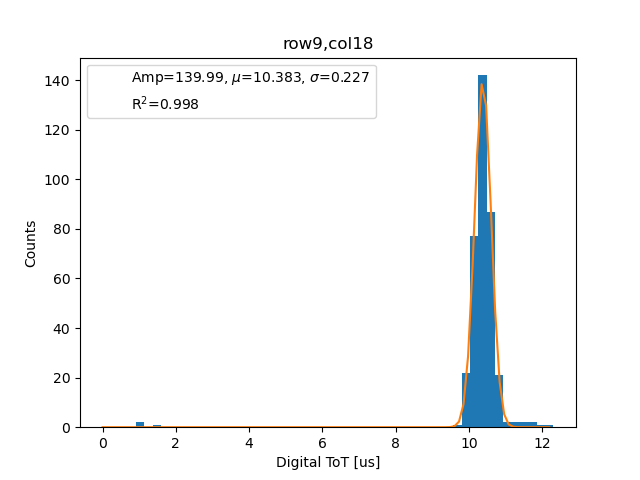 row9,col18
Amp=139.99, μ=10.383, σ=0.227
R²=0.998
Counts
140
120
100
80
60
40
20
0
0 2 4 6 8 10 12
Digital ToT [us]